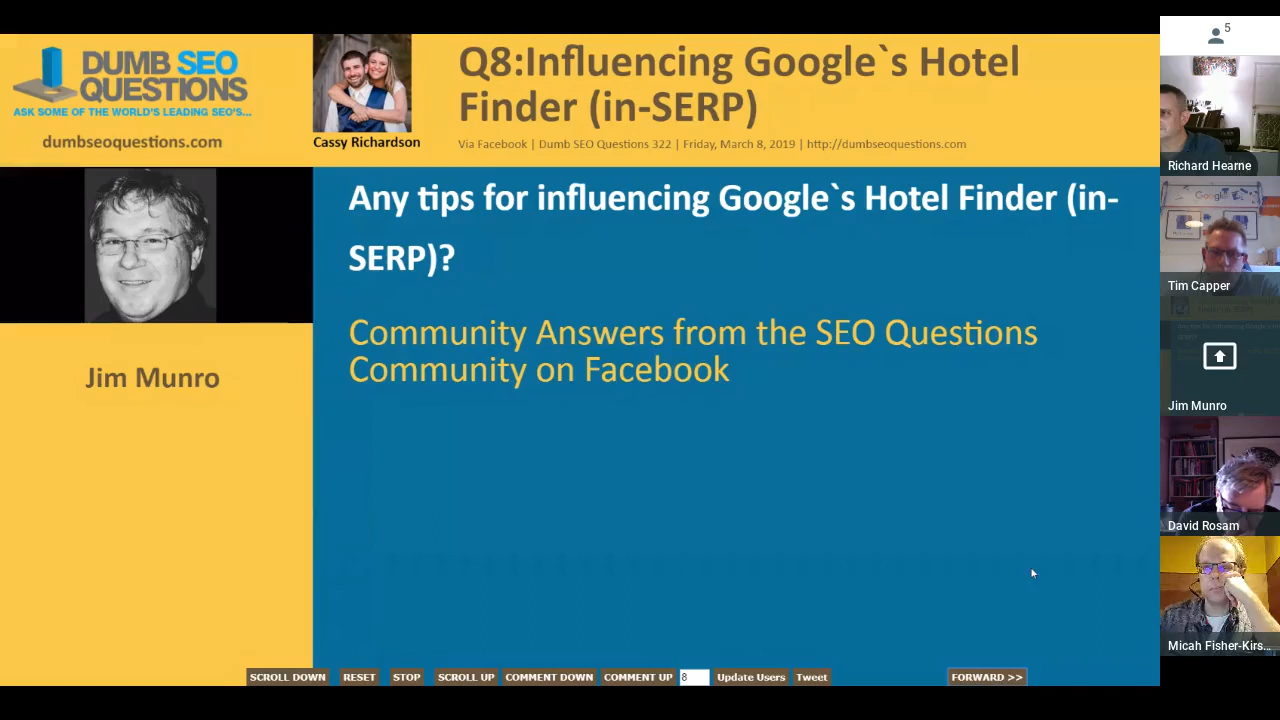 DUMB SEO
QUESTIONS
ASK SOME OF THE WORLD'S LEADING SEO'S...
dumbseoquestions.com
Cassy Richardson
Q8:Influencing Google`s Hotel
Finder (in-SERP)
Via Facebook | Dumb SEO Questions 322 | Friday, March 8, 2019 | http://dumbseoquestions.com
Jim Munro
Any tips for influencing Google`s Hotel Finder (in-
SERP)?
Community Answers from the SEO Questions
Community on Facebook
SCROLL DOWN RESET STOP SCROLL UP COMMENT DOWN COMMENT UP 8 Update Users Tweet FORWARD >>
5
Richard Hearne
Google
Tim Capper
Jim Munro
David Rosam
Micah Fisher-Kirs...